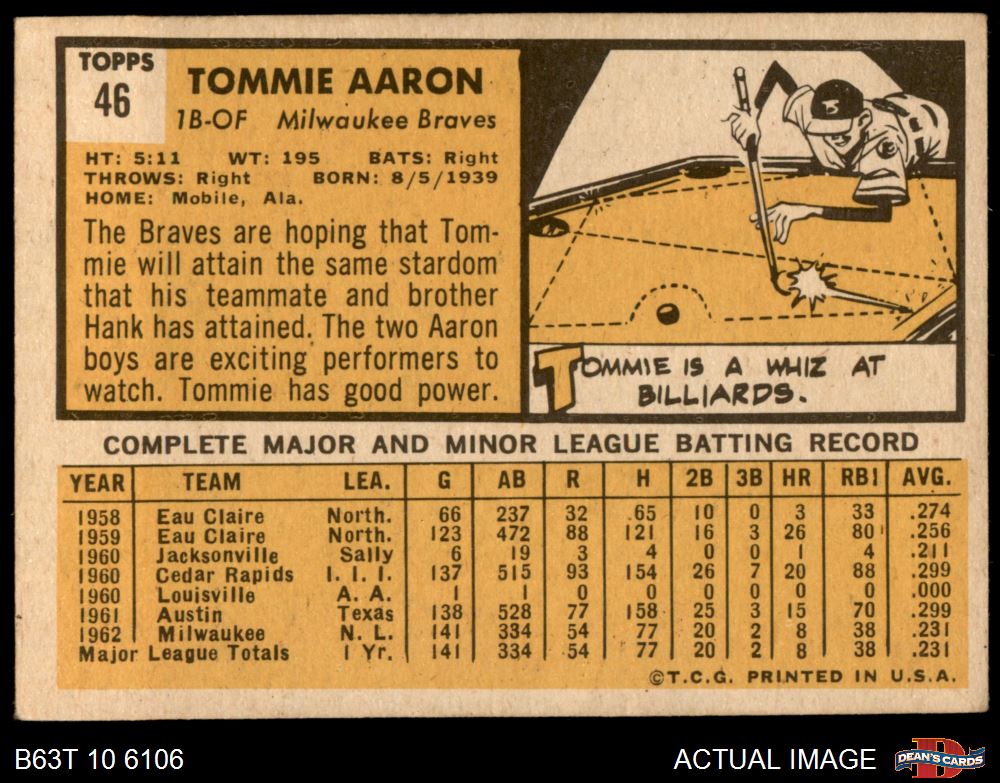 TOPPS
46
TOMMIE AARON
1B-OF Milwaukee Braves
HT: 5:11 WT: 195 BATS: Right
THROWS: Right BORN: 8/5/1939
HOME: Mobile, Ala.
The Braves are hoping that Tom-
mie will attain the same stardom
that his teammate and brother
Hank has attained. The two Aaron
boys are exciting performers to
watch. Tommie has good power.
TOMMIE IS A WHIZ AT
BILLIARDS.
COMPLETE MAJOR AND MINOR LEAGUE BATTING RECORD
YEAR TEAM LEA. G AB R H 2B 3B HR RBI AVG.
1958 Eau Claire North. 66 237 32 65 10 0 3 33 .274
1959 Eau Claire North. 123 472 88 121 16 3 26 80 .256
1960 Jacksonville Sally 6 19 3 4 0 0 1 4 .211
1960 Cedar Rapids I. I. I. 137 515 93 154 26 7 20 88 .299
1960 Louisville A. A. 1 1 0 0 0 0 0 0 .000
1961 Austin Texas 138 528 77 158 25 3 15 70 .299
1962 Milwaukee N. L. 141 334 54 77 20 2 8 38 .231
Major League Totals 1 Yr. 141 334 54 77 20 2 8 38 .231
©T.C.G. PRINTED IN U.S.A.
B63T 10 6106 ACTUAL IMAGE
D
DEAN'S CARDS